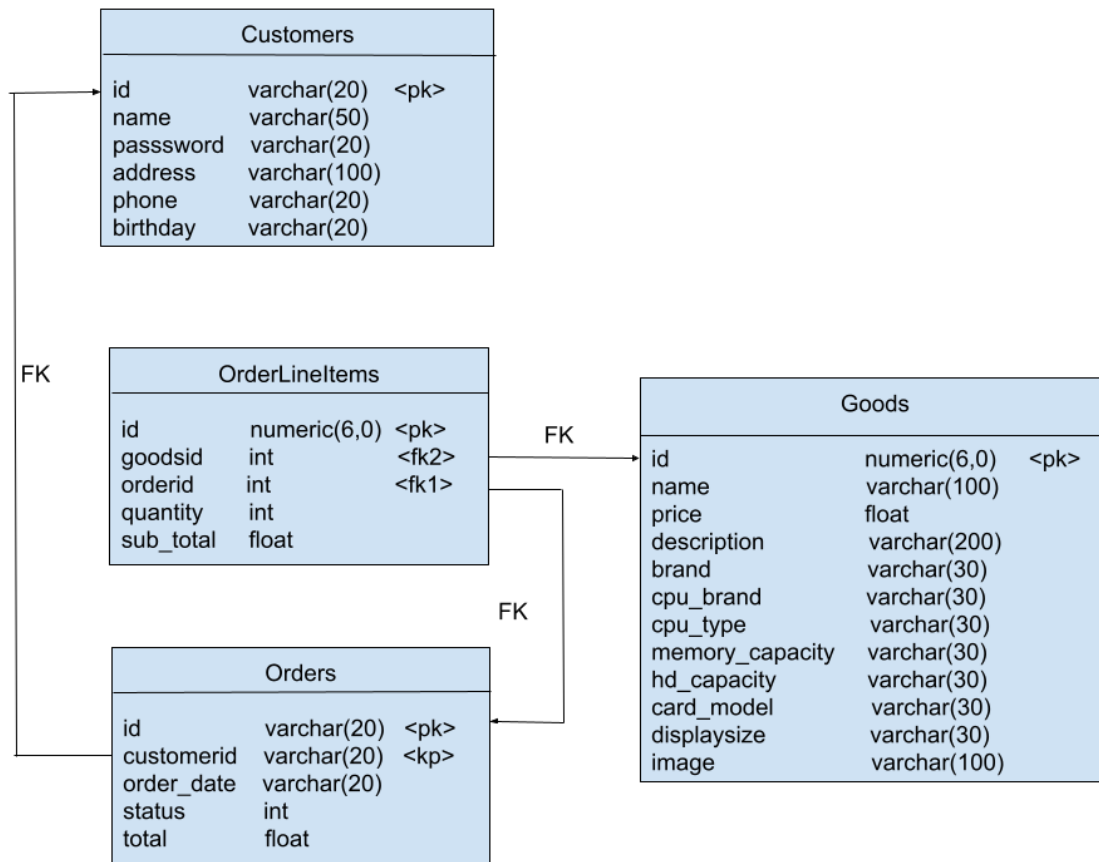 Customers
id varchar(20) <pk>
name varchar(50)
passsword varchar(20)
address varchar(100)
phone varchar(20)
birthday varchar(20)
FK
OrderLineItems
id numeric(6,0) <pk>
goodsid int <fk2>
orderid int <fk1>
quantity int
sub_total float
FK
FK
Goods
id numeric(6,0) <pk>
name varchar(100)
price float
description varchar(200)
brand varchar(30)
cpu_brand varchar(30)
cpu_type varchar(30)
memory_capacity varchar(30)
hd_capacity varchar(30)
card_model varchar(30)
displaysize varchar(30)
image varchar(100)
Orders
id varchar(20) <pk>
customerid varchar(20) <kp>
order_date varchar(20)
status int
total float